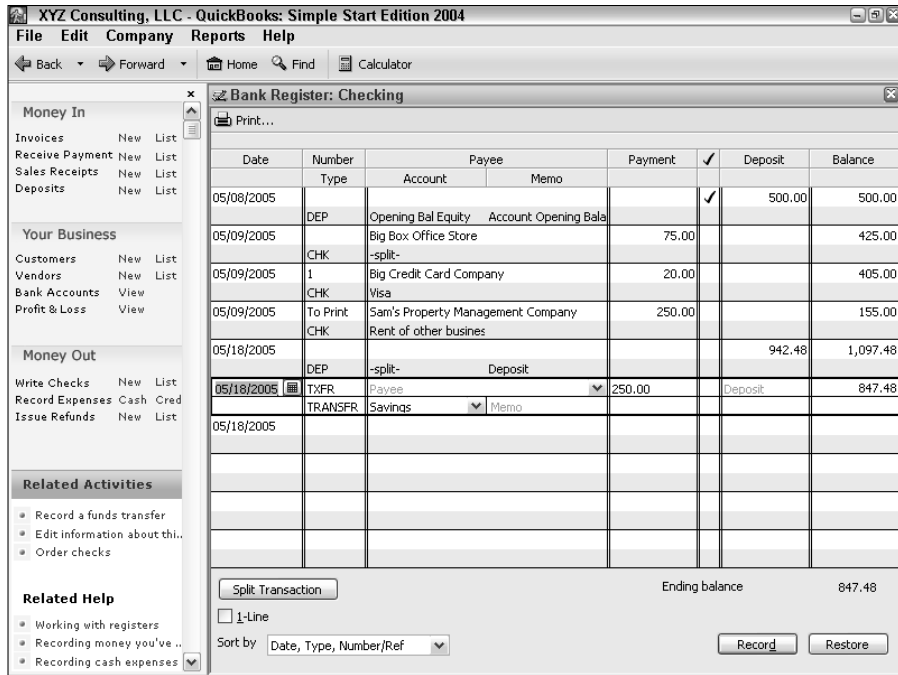 XYZ Consulting, LLC - QuickBooks: Simple Start Edition 2004
File Edit Company Reports Help
Back Forward Home Find Calculator
Money In
Invoices New List
Receive Payment New List
Sales Receipts New List
Deposits New List
Your Business
Customers New List
Vendors New List
Bank Accounts View
Profit & Loss View
Money Out
Write Checks New List
Record Expenses Cash Cred
Issue Refunds New List
Related Activities
Record a funds transfer
Edit information about thi..
Order checks
Related Help
Working with registers
Recording money you've ..
Recording cash expenses
Bank Register: Checking
Print...
Date Number Payee Payment ✓ Deposit Balance
Type Account Memo
05/08/2005 ✓ 500.00 500.00
DEP Opening Bal Equity Account Opening Bala
05/09/2005 Big Box Office Store 75.00 425.00
CHK -split-
05/09/2005 1 Big Credit Card Company 20.00 405.00
CHK Visa
05/09/2005 To Print Sam's Property Management Company 250.00 155.00
CHK Rent of other busines
05/18/2005 942.48 1,097.48
DEP -split- Deposit
05/18/2005 TXFR Payee 250.00 Deposit 847.48
TRANSFR Savings Memo
05/18/2005
Split Transaction Ending balance 847.48
1-Line
Sort by Date, Type, Number/Ref Record Restore